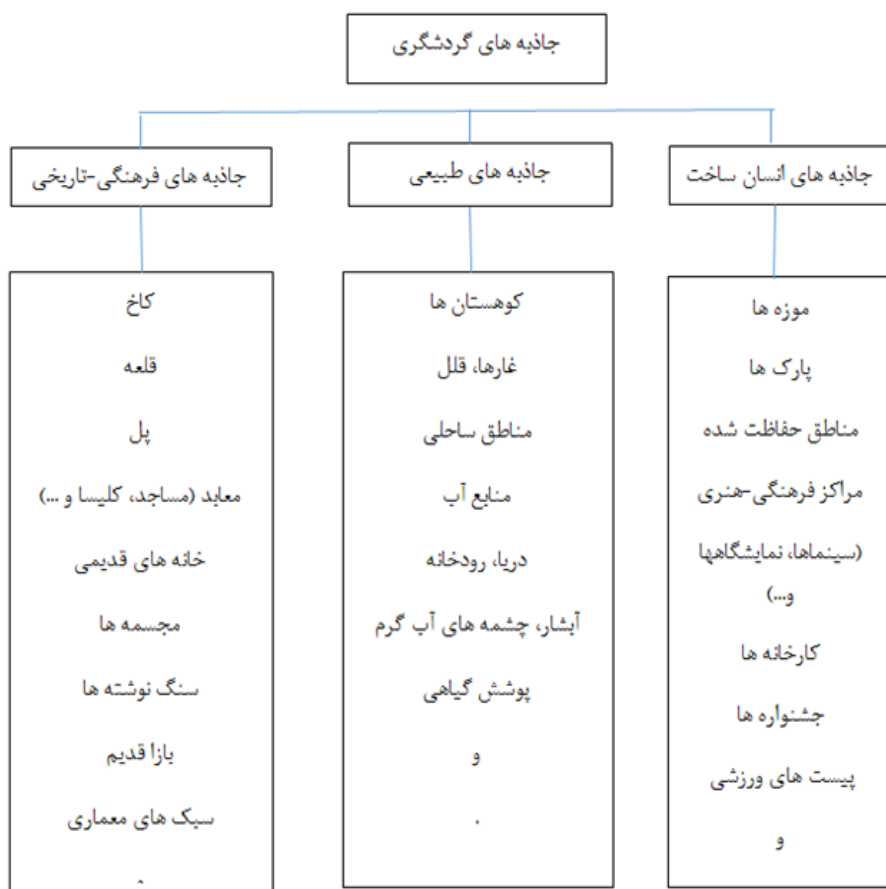 جاذبه های گردشگری
جاذبه های انسان ساخت
موزه ها
پارک ها
مناطق حفاظت شده
مراکز فرهنگی-هنری
(سینماها، نمایشگاهها
و...)
کارخانه ها
جشنواره ها
پیست های ورزشی
و
جاذبه های طبیعی
کوهستان ها
غارها، قلل
مناطق ساحلی
منابع آب
دریا، رودخانه
آبشار، چشمه های آب گرم
پوشش گیاهی
و
.
جاذبه های فرهنگی-تاریخی
کاخ
قلعه
پل
معابد (مساجد، کلیسا و ...)
خانه های قدیمی
مجسمه ها
سنگ نوشته ها
بازا قدیم
سبک های معماری